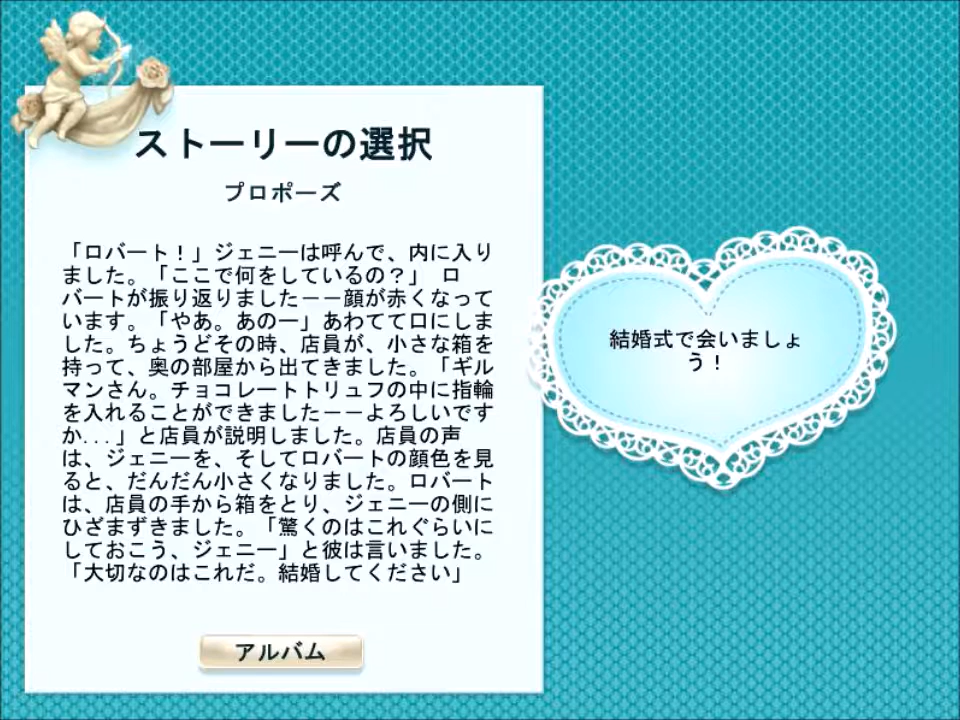 ストーリーの選択
プロポーズ
「ロバート！」ジェニーは呼んで、内に入り
ました。「ここで何をしているの？」 ロ
バートが振り返りました－－顔が赤くなって
います。「やあ。あの―」あわてて口にしま
した。ちょうどその時、店員が、小さな箱を
持って、奥の部屋から出てきました。「ギル
マンさん。チョコレートトリュフの中に指輪
を入れることができました－－よろしいです
か...」と店員が説明しました。店員の声
は、ジェニーを、そしてロバートの顔色を見
ると、だんだん小さくなりました。ロバート
は、店員の手から箱をとり、ジェニーの側に
ひざまずきました。「驚くのはこれぐらいに
しておこう、ジェニー」と彼は言いました。
「大切なのはこれだ。結婚してください」
アルバム
結婚式で会いましょ
う！